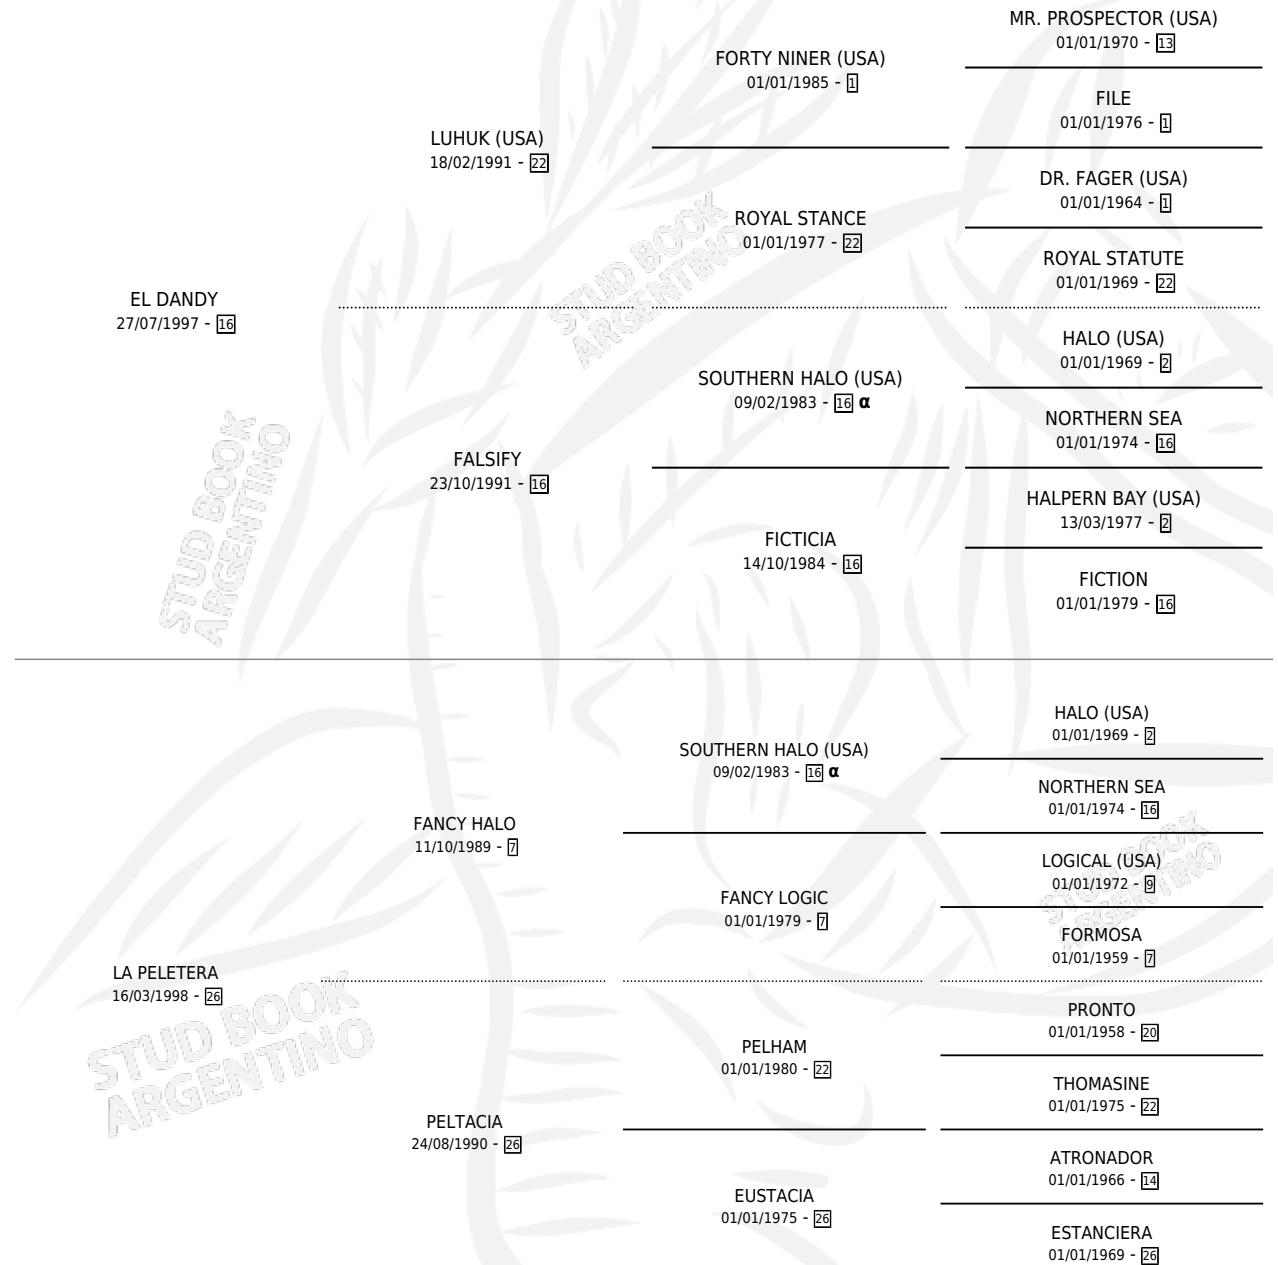 MR. PROSPECTOR (USA)
01/01/1970 - 13
FORTY NINER (USA)
01/01/1985 - 1
FILE
01/01/1976 - 1
LUHUK (USA)
18/02/1991 - 22
DR. FAGER (USA)
01/01/1964 - 1
ROYAL STANCE
01/01/1977 - 22
ROYAL STATUTE
01/01/1969 - 22
EL DANDY
27/07/1997 - 16
HALO (USA)
01/01/1969 - 2
SOUTHERN HALO (USA)
09/02/1983 - 16 α
NORTHERN SEA
01/01/1974 - 16
FALSIFY
23/10/1991 - 16
HALPERN BAY (USA)
13/03/1977 - 2
FICTICIA
14/10/1984 - 16
FICTION
01/01/1979 - 16
HALO (USA)
01/01/1969 - 2
SOUTHERN HALO (USA)
09/02/1983 - 16 α
NORTHERN SEA
01/01/1974 - 16
FANCY HALO
11/10/1989 - 7
LOGICAL (USA)
01/01/1972 - 9
FANCY LOGIC
01/01/1979 - 7
FORMOSA
01/01/1959 - 7
LA PELETERA
16/03/1998 - 26
PRONTO
01/01/1958 - 20
PELHAM
01/01/1980 - 22
THOMASINE
01/01/1975 - 22
PELTACIA
24/08/1990 - 26
ATRONADOR
01/01/1966 - 14
EUSTACIA
01/01/1975 - 26
ESTANCIERA
01/01/1969 - 26
STUD BOOK
ARGENTINO
STUD BOOK
ARGENTINO
STUD BOOK
ARGENTINO
STUD BOOK
ARGENTINO